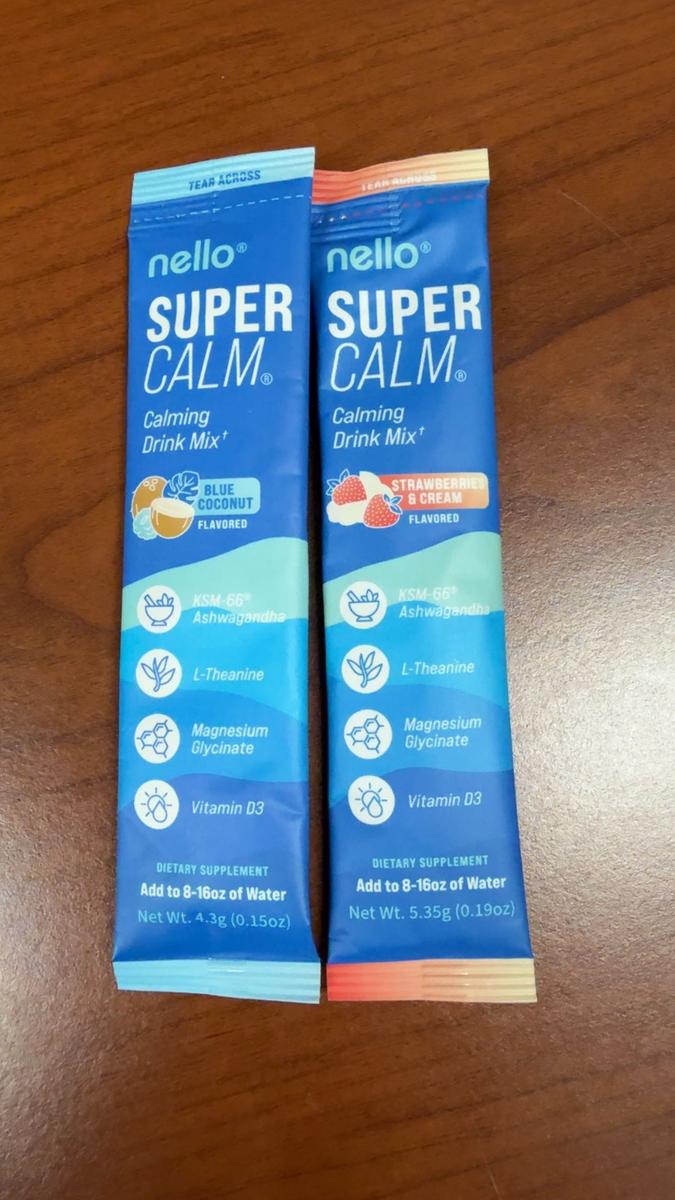 TEAR ACROSS
nello®
SUPER
CALM®
Calming
Drink Mix†
BLUE
COCONUT
FLAVORED
KSM-66®
Ashwagandha
L-Theanine
Magnesium
Glycinate
Vitamin D3
DIETARY SUPPLEMENT
Add to 8-16oz of Water
Net Wt. 4.3g (0.15oz)
TEAR ACROSS
nello®
SUPER
CALM®
Calming
Drink Mix†
STRAWBERRIES
& CREAM
FLAVORED
KSM-66®
Ashwagandha
L-Theanine
Magnesium
Glycinate
Vitamin D3
DIETARY SUPPLEMENT
Add to 8-16oz of Water
Net Wt. 5.35g (0.19oz)